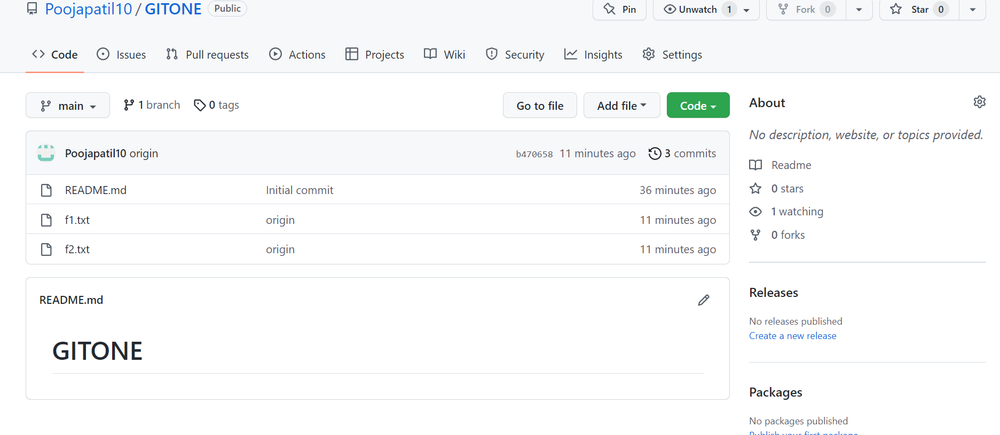 Poojapatil10 / GITONE Public
Pin Unwatch 1 Fork 0 Star 0
Code Issues Pull requests Actions Projects Wiki Security Insights Settings
main 1 branch 0 tags Go to file Add file Code
Poojapatil10 origin b470658 11 minutes ago 3 commits
README.md Initial commit 36 minutes ago
f1.txt origin 11 minutes ago
f2.txt origin 11 minutes ago
README.md
GITONE
About
No description, website, or topics provided.
Readme
0 stars
1 watching
0 forks
Releases
No releases published
Create a new release
Packages
No packages published
Publish your first package